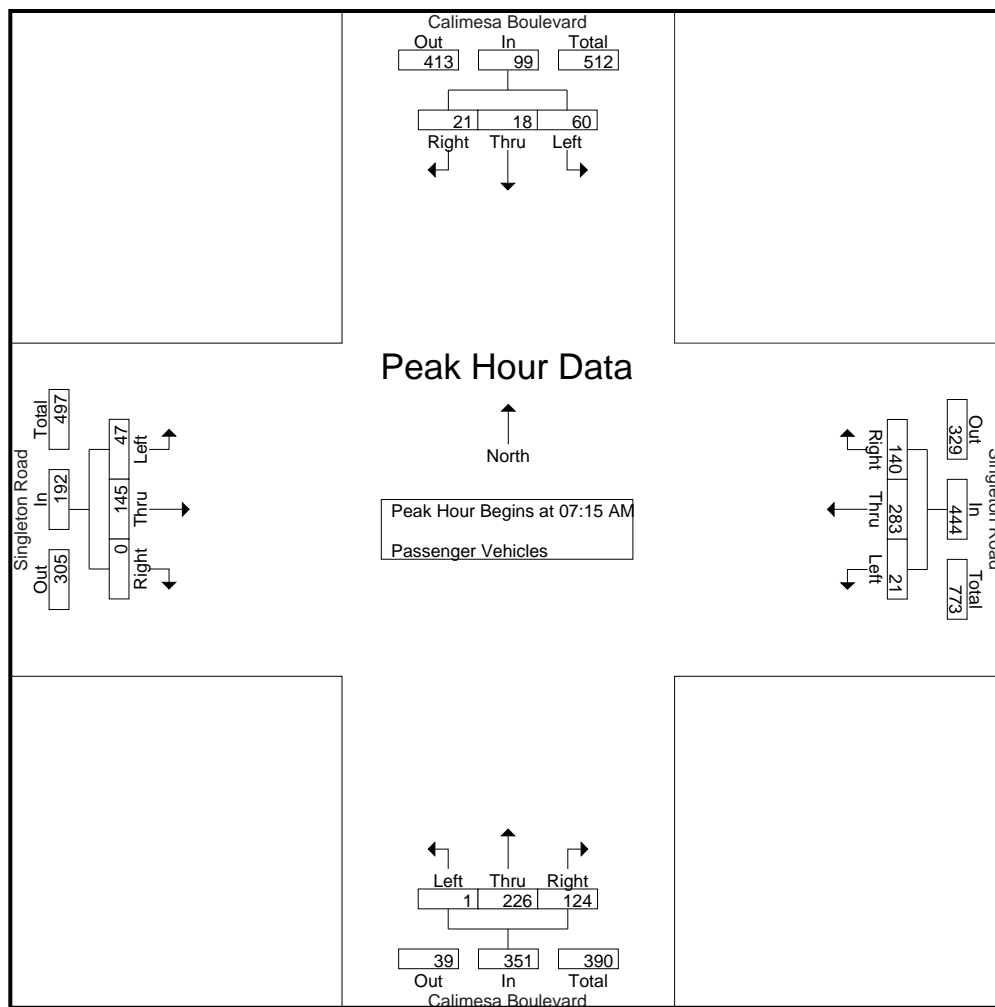 Calimesa Boulevard
Out In Total
413 99 512
21 18 60
Right Thru Left
Peak Hour Data
North
Peak Hour Begins at 07:15 AM
Passenger Vehicles
Singleton Road
Total In Out
497 192 305
47 145 0
Left Thru Right
Right Thru Left
140 283 21
329 444 773
Out In Total
Singleton Road
Left Thru Right
1 226 124
39 351 390
Out In Total
Calimesa Boulevard